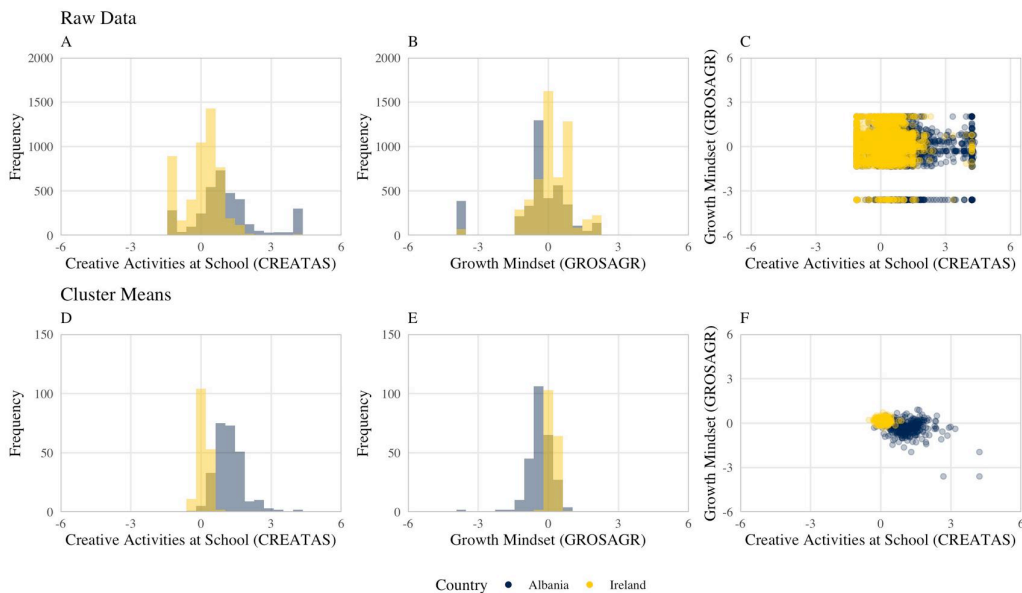 Raw Data
A
2000
1500
1000
500
0
Frequency
-6 -3 0 3 6
Creative Activities at School (CREATAS)
B
2000
1500
1000
500
0
Frequency
-6 -3 0 3 6
Growth Mindset (GROSAGR)
C
6
3
0
-3
-6
Growth Mindset (GROSAGR)
-6 -3 0 3 6
Creative Activities at School (CREATAS)
Cluster Means
D
150
100
50
0
Frequency
-6 -3 0 3 6
Creative Activities at School (CREATAS)
E
150
100
50
0
Frequency
-6 -3 0 3 6
Growth Mindset (GROSAGR)
F
6
3
0
-3
-6
Growth Mindset (GROSAGR)
-6 -3 0 3 6
Creative Activities at School (CREATAS)
Country Albania Ireland